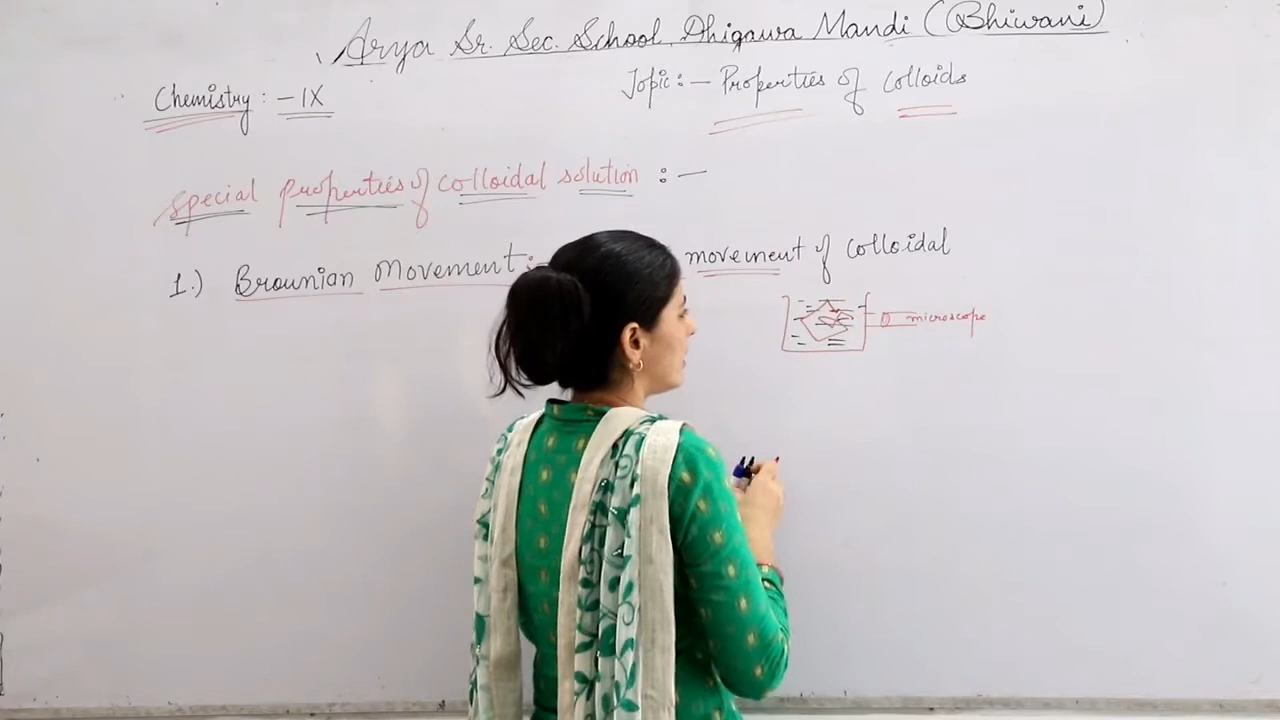 Arya Sr. Sec. School, Dhigawa Mandi (Bhiwani)
Chemistry : - IX
Topic :- Properties of colloids
special properties of colloidal solution :-
1.) Brownian Movement :- movement of colloidal
microscope